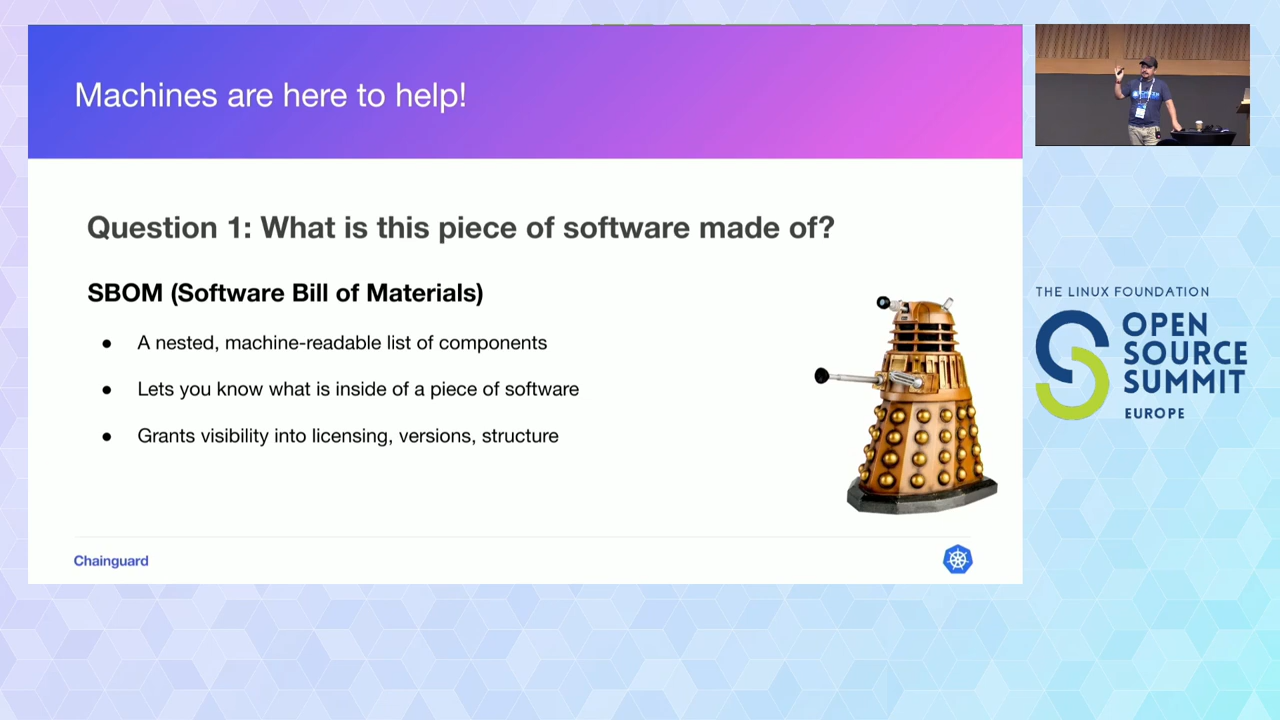 Machines are here to help!
Question 1: What is this piece of software made of?
SBOM (Software Bill of Materials)
● A nested, machine-readable list of components
● Lets you know what is inside of a piece of software
● Grants visibility into licensing, versions, structure
Chainguard
THE LINUX FOUNDATION
OPEN
SOURCE
SUMMIT
EUROPE